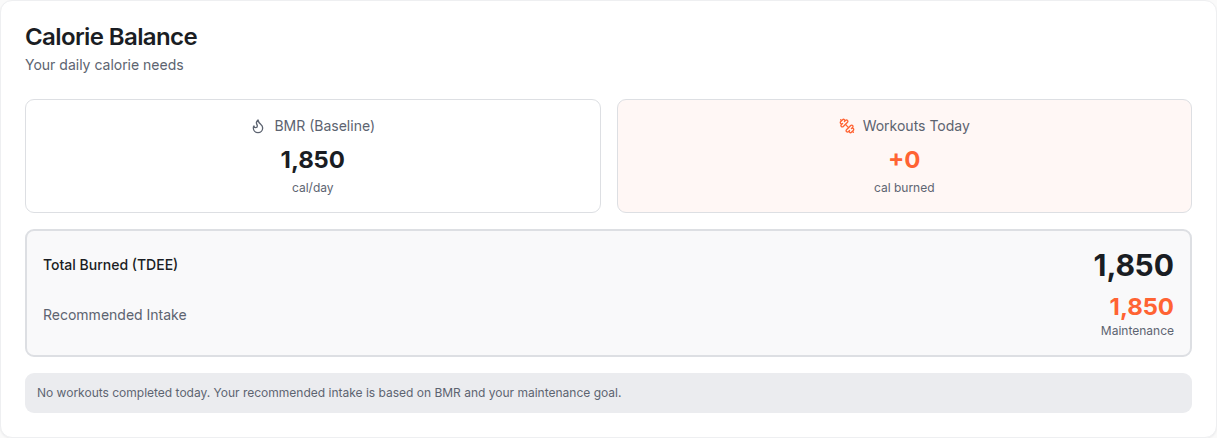 Calorie Balance
Your daily calorie needs
BMR (Baseline)
1,850
cal/day
Workouts Today
+0
cal burned
Total Burned (TDEE)
1,850
Recommended Intake
1,850
Maintenance
No workouts completed today. Your recommended intake is based on BMR and your maintenance goal.